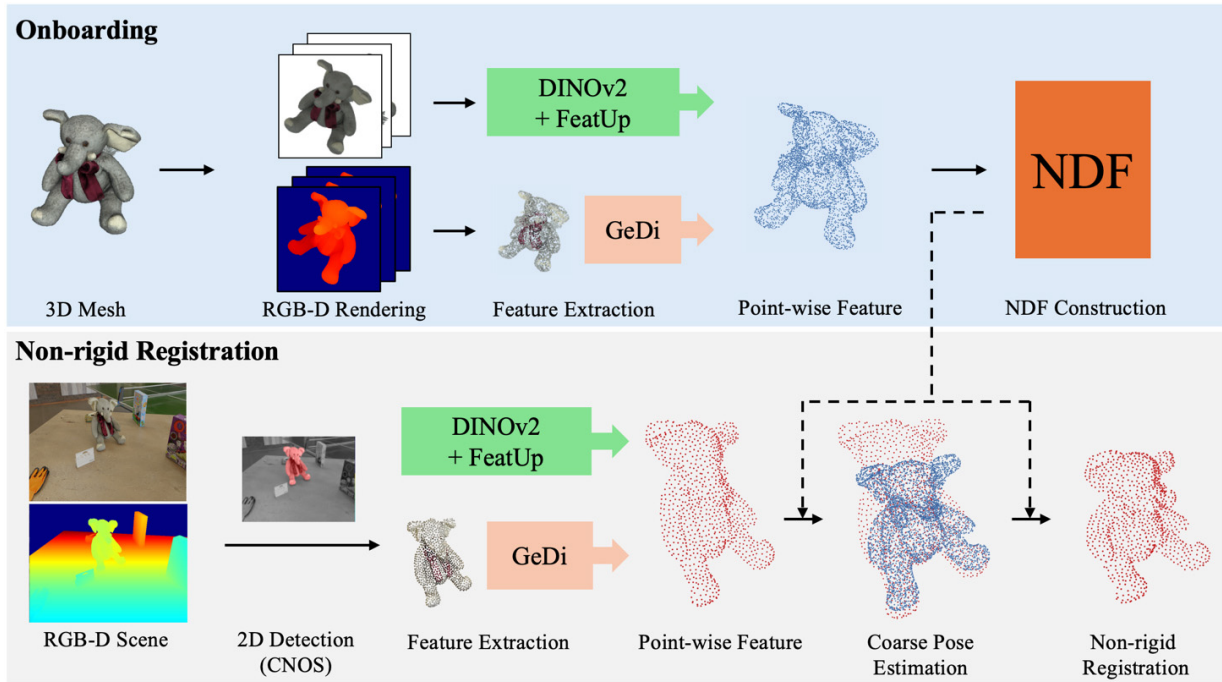 Onboarding
DINOv2
+ FeatUp
NDF
GeDi
3D Mesh
RGB-D Rendering
Feature Extraction
Point-wise Feature
NDF Construction
Non-rigid Registration
DINOv2
+ FeatUp
GeDi
RGB-D Scene
2D Detection
(CNOS)
Feature Extraction
Point-wise Feature
Coarse Pose
Estimation
Non-rigid
Registration